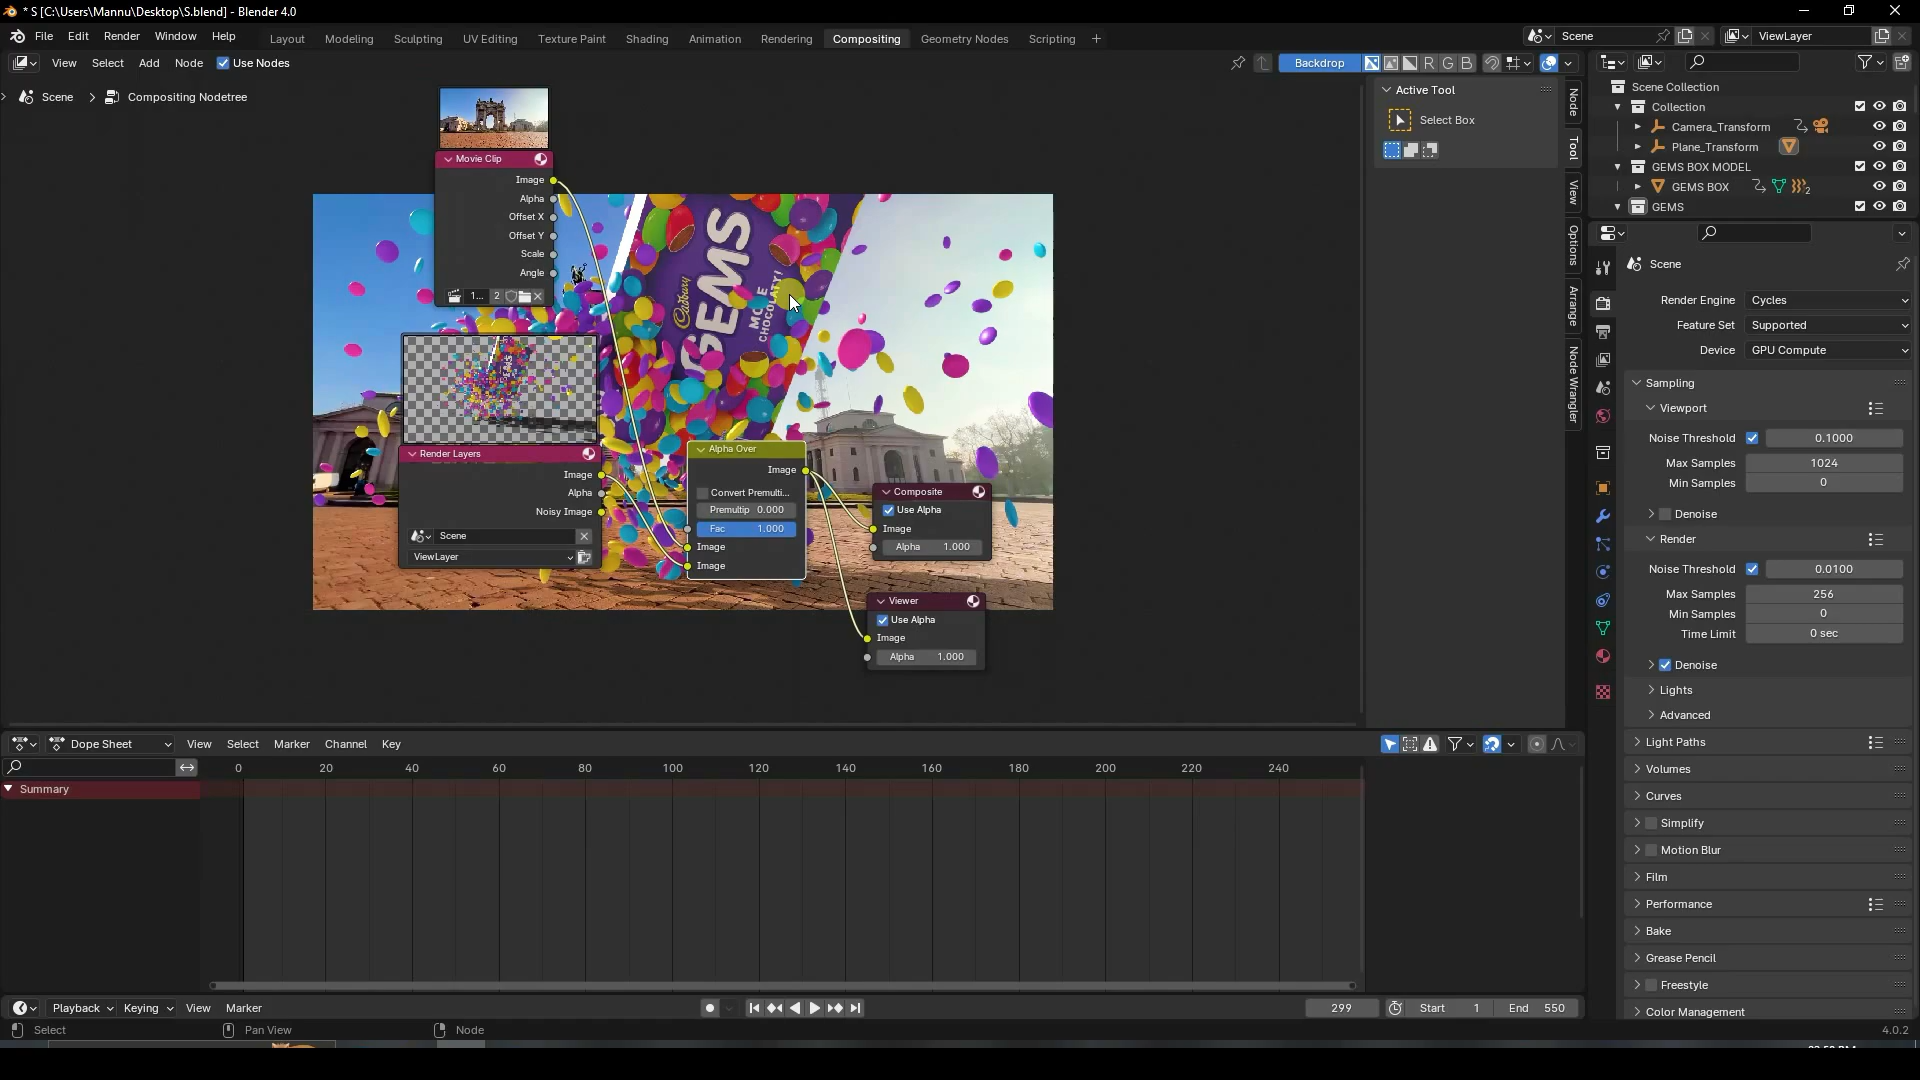 * S [C:\Users\Mannu\Desktop\S.blend] - Blender 4.0
File Edit Render Window Help
Layout Modeling Sculpting UV Editing Texture Paint Shading Animation Rendering Compositing Geometry Nodes Scripting +
Scene
ViewLayer
View Select Add Node Use Nodes
Backdrop
R G B
Scene > Compositing Nodetree
Movie Clip
Image
Alpha
Offset X
Offset Y
Scale
Angle
1... 2
Cadbury
GEMS
CHOCOLATY!
Render Layers
Image
Alpha
Noisy Image
Scene
ViewLayer
Alpha Over
Image
Convert Premulti...
Premultip 0.000
Fac 1.000
Image
Image
Composite
Use Alpha
Image
Alpha 1.000
Viewer
Use Alpha
Image
Alpha 1.000
Active Tool
Select Box
Node
Tool
View
Options
Arrange
Node Wrangler
Scene Collection
Collection
Camera_Transform
Plane_Transform
GEMS BOX MODEL
GEMS BOX
2
GEMS
Scene
Render Engine Cycles
Feature Set Supported
Device GPU Compute
Sampling
Viewport
Noise Threshold 0.1000
Max Samples 1024
Min Samples 0
Denoise
Render
Noise Threshold 0.0100
Max Samples 256
Min Samples 0
Time Limit 0 sec
Denoise
Lights
Advanced
Light Paths
Volumes
Curves
Simplify
Motion Blur
Film
Performance
Bake
Grease Pencil
Freestyle
Color Management
Dope Sheet View Select Marker Channel Key
0 20 40 60 80 100 120 140 160 180 200 220 240
Summary
Playback Keying View Marker
299 Start 1 End 550
Select Pan View Node
4.0.2